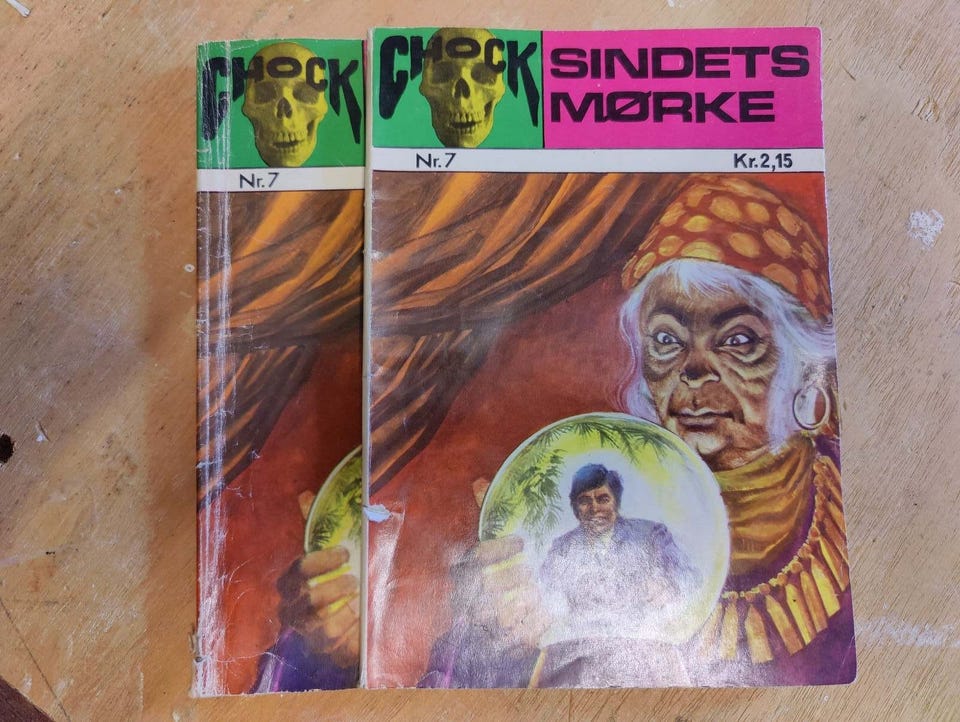 CHOCK
Nr.7
CHOCK
SINDETS
MØRKE
Nr.7
Kr.2,15